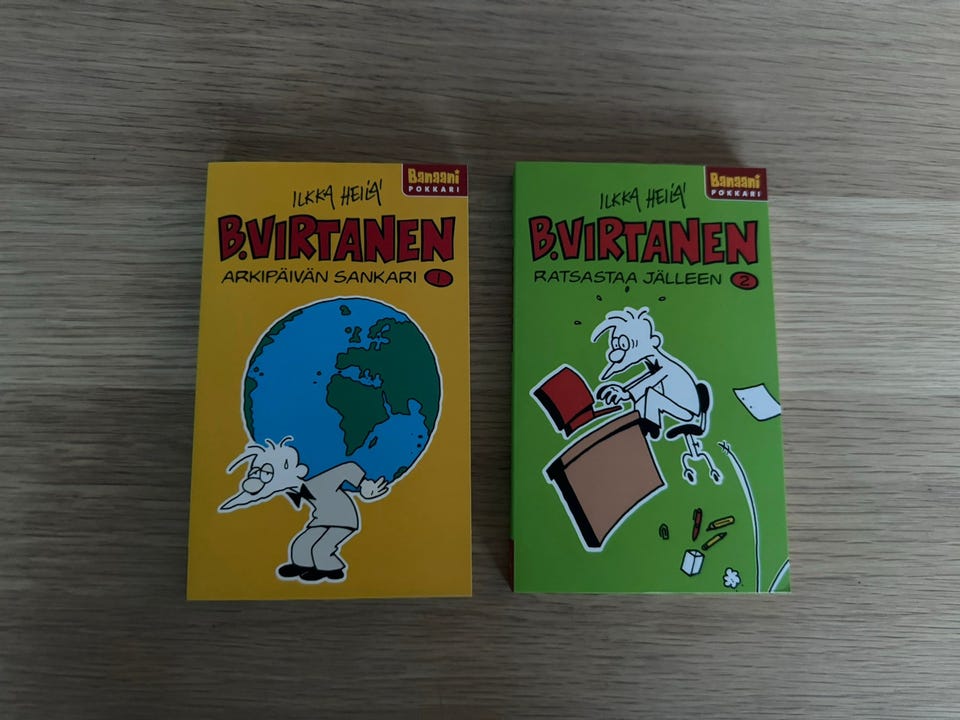 Banaani
POKKARI
ILKKA HEILÄ
B.VIRTANEN
ARKIPÄIVÄN SANKARI 1
Banaani
POKKARI
ILKKA HEILÄ
B.VIRTANEN
RATSASTAA JÄLLEEN 2